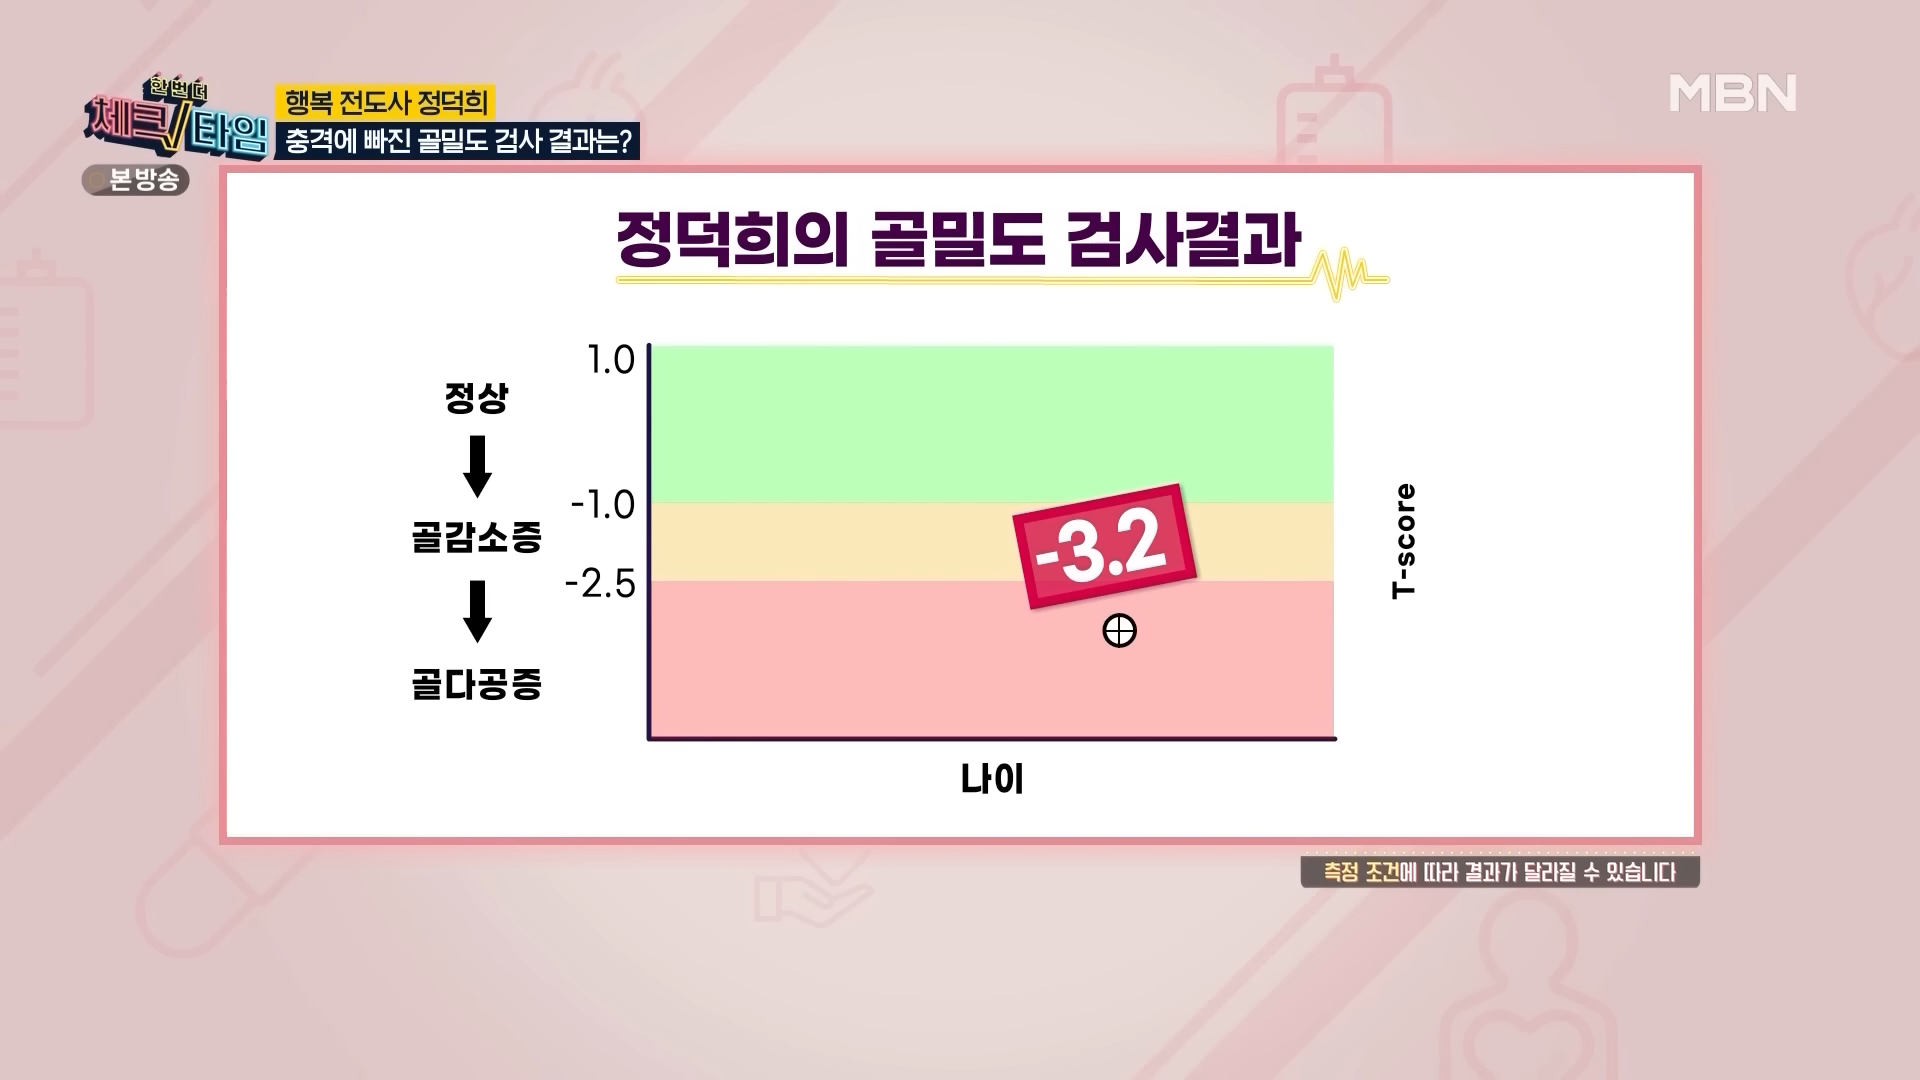 한 번 더
체크타임
행복 전도사 정덕희
충격에 빠진 골밀도 검사 결과는?
MBN
본방송
정덕희의 골밀도 검사결과
1.0
정상
-1.0
골감소증
-2.5
골다공증
-3.2
T-score
나이
측정 조건에 따라 결과가 달라질 수 있습니다